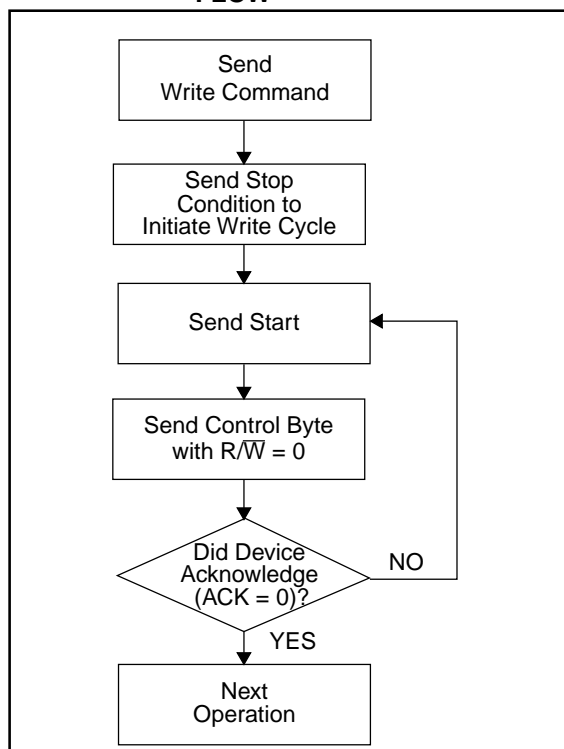 FLOW
Send
Write Command
Send Stop
Condition to
Initiate Write Cycle
Send Start
Send Control Byte
with R/W̅ = 0
Did Device
Acknowledge
(ACK = 0)?
NO
YES
Next
Operation